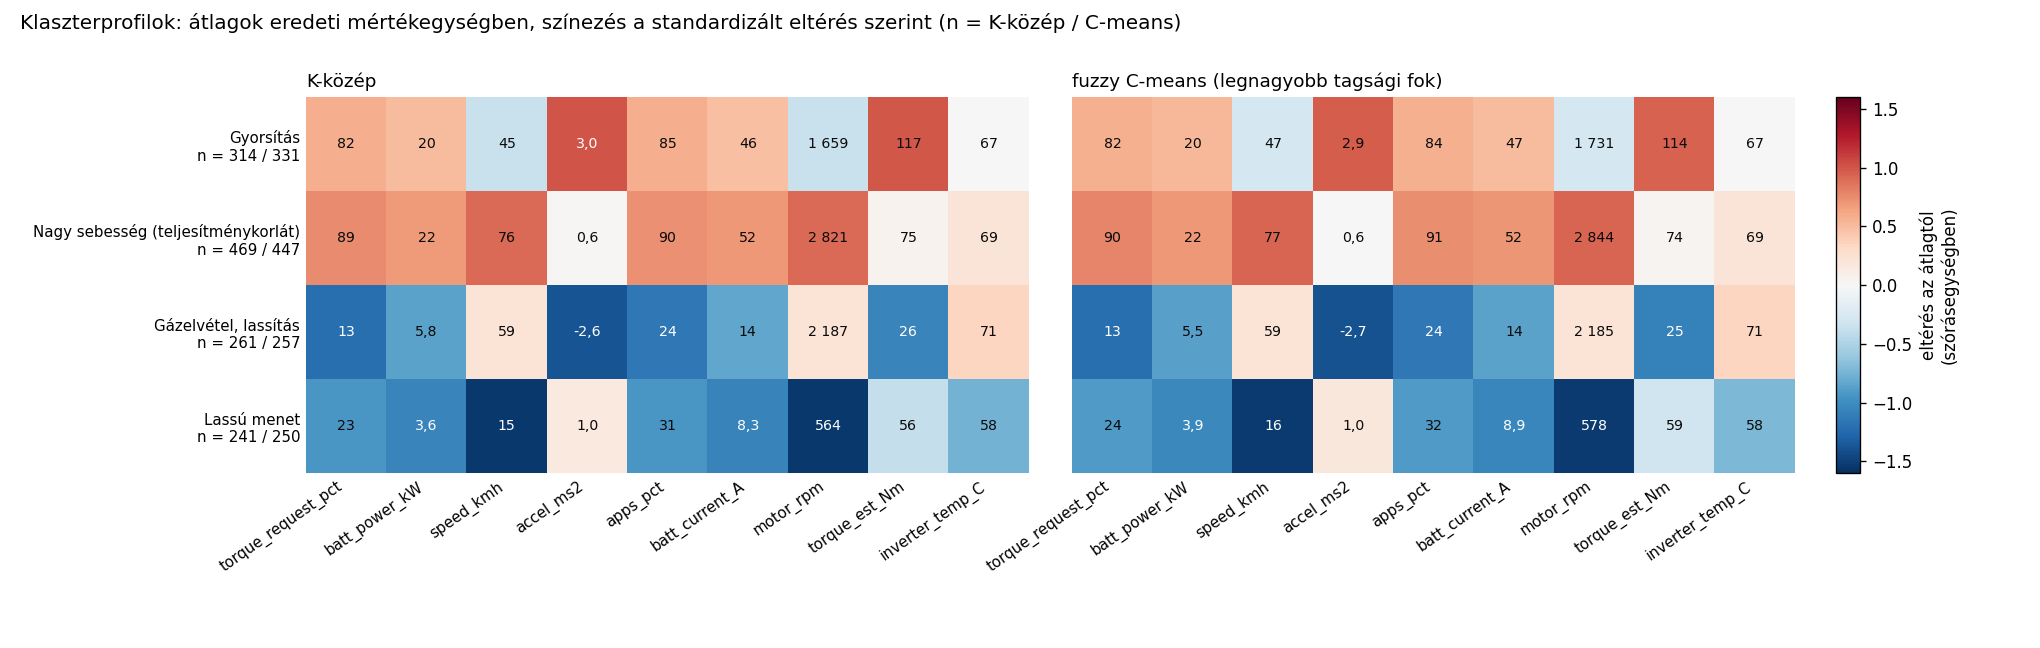 Klaszterprofilok: átlagok eredeti mértékegységben, színezés a standardizált eltérés szerint (n = K-közép / C-means)
K-közép
fuzzy C-means (legnagyobb tagsági fok)
Gyorsítás
n = 314 / 331
82 20 45 3,0 85 46 1 659 117 67
82 20 47 2,9 84 47 1 731 114 67
Nagy sebesség (teljesítménykorlát)
n = 469 / 447
89 22 76 0,6 90 52 2 821 75 69
90 22 77 0,6 91 52 2 844 74 69
Gázelvétel, lassítás
n = 261 / 257
13 5,8 59 -2,6 24 14 2 187 26 71
13 5,5 59 -2,7 24 14 2 185 25 71
Lassú menet
n = 241 / 250
23 3,6 15 1,0 31 8,3 564 56 58
24 3,9 16 1,0 32 8,9 578 59 58
torque_request_pct batt_power_kW speed_kmh accel_ms2 apps_pct batt_current_A motor_rpm torque_est_Nm inverter_temp_C
torque_request_pct batt_power_kW speed_kmh accel_ms2 apps_pct batt_current_A motor_rpm torque_est_Nm inverter_temp_C
1.5
1.0
0.5
0.0
−0.5
−1.0
−1.5
eltérés az átlagtól
(szórásegységben)